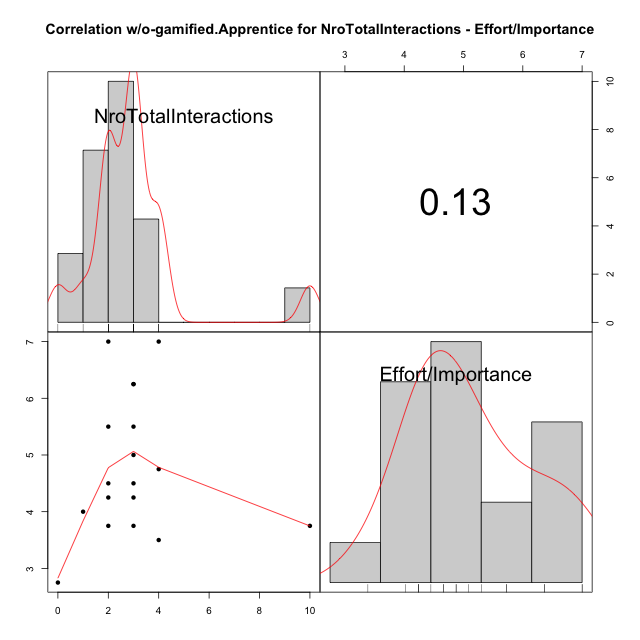 Correlation w/o-gamified.Apprentice for NroTotalInteractions - Effort/Importance
3 4 5 6 7
NroTotalInteractions
0.13
0 2 4 6 8 10
3 4 5 6 7
Effort/Importance
0 2 4 6 8 10